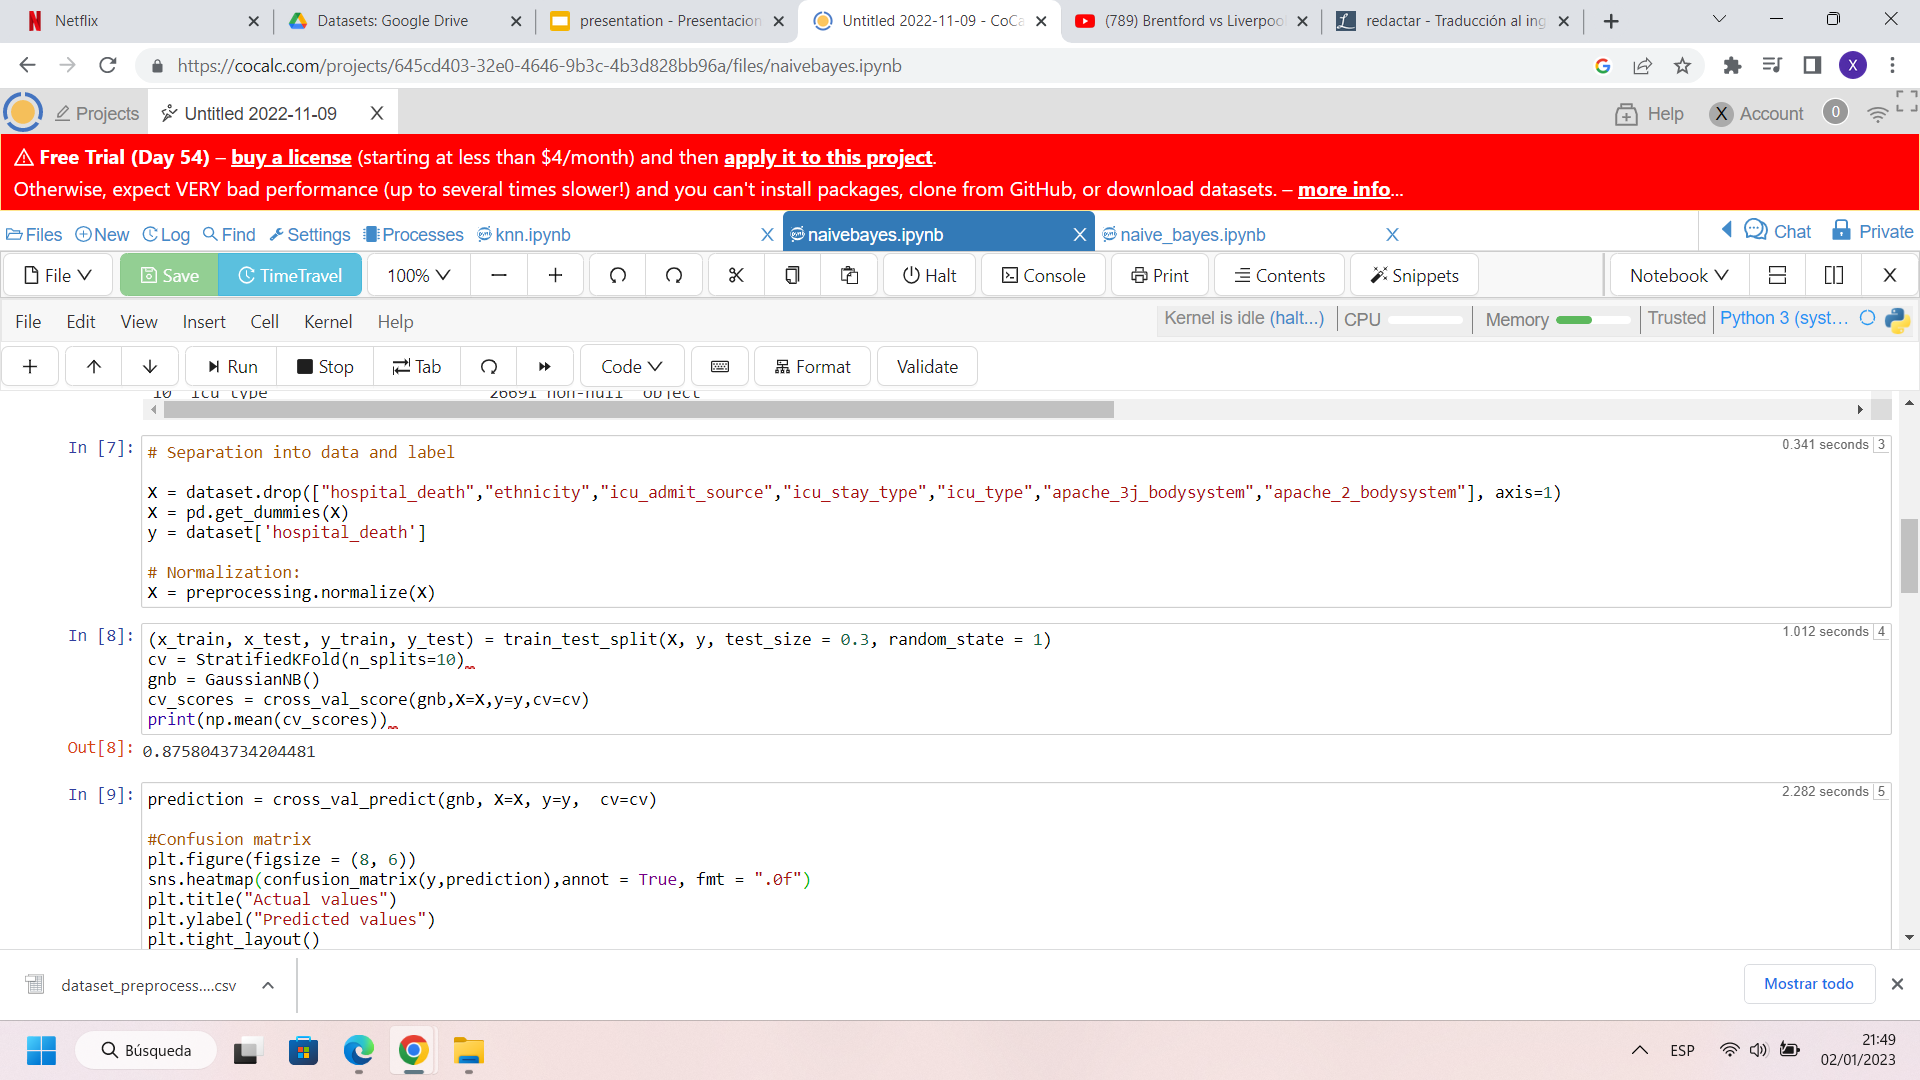 Netflix
Datasets: Google Drive
presentation - Presentacion
Untitled 2022-11-09 - CoCa
(789) Brentford vs Liverpool
redactar - Traducción al ing
https://cocalc.com/projects/645cd403-32e0-4646-9b3c-4b3d828bb96a/files/naivebayes.ipynb
X
Projects
Untitled 2022-11-09
Help
X Account
0
Free Trial (Day 54) – buy a license (starting at less than $4/month) and then apply it to this project.
Otherwise, expect VERY bad performance (up to several times slower!) and you can't install packages, clone from GitHub, or download datasets. – more info...
Files New Log Find Settings Processes knn.ipynb naivebayes.ipynb naive_bayes.ipynb Chat Private
File Save TimeTravel 100% Halt Console Print Contents Snippets Notebook
File Edit View Insert Cell Kernel Help Kernel is idle (halt...) CPU Memory Trusted Python 3 (syst...
Run Stop Tab Code Format Validate
10 icu_type 26691 non-null object
In [7]:
0.341 seconds 3
# Separation into data and label
X = dataset.drop(["hospital_death","ethnicity","icu_admit_source","icu_stay_type","icu_type","apache_3j_bodysystem","apache_2_bodysystem"], axis=1)
X = pd.get_dummies(X)
y = dataset['hospital_death']
# Normalization:
X = preprocessing.normalize(X)
In [8]:
1.012 seconds 4
(x_train, x_test, y_train, y_test) = train_test_split(X, y, test_size = 0.3, random_state = 1)
cv = StratifiedKFold(n_splits=10)
gnb = GaussianNB()
cv_scores = cross_val_score(gnb,X=X,y=y,cv=cv)
print(np.mean(cv_scores))
Out[8]: 0.8758043734204481
In [9]:
2.282 seconds 5
prediction = cross_val_predict(gnb, X=X, y=y,  cv=cv)
#Confusion matrix
plt.figure(figsize = (8, 6))
sns.heatmap(confusion_matrix(y,prediction),annot = True, fmt = ".0f")
plt.title("Actual values")
plt.ylabel("Predicted values")
plt.tight_layout()
dataset_preprocess....csv
Mostrar todo
Búsqueda
ESP
21:49
02/01/2023